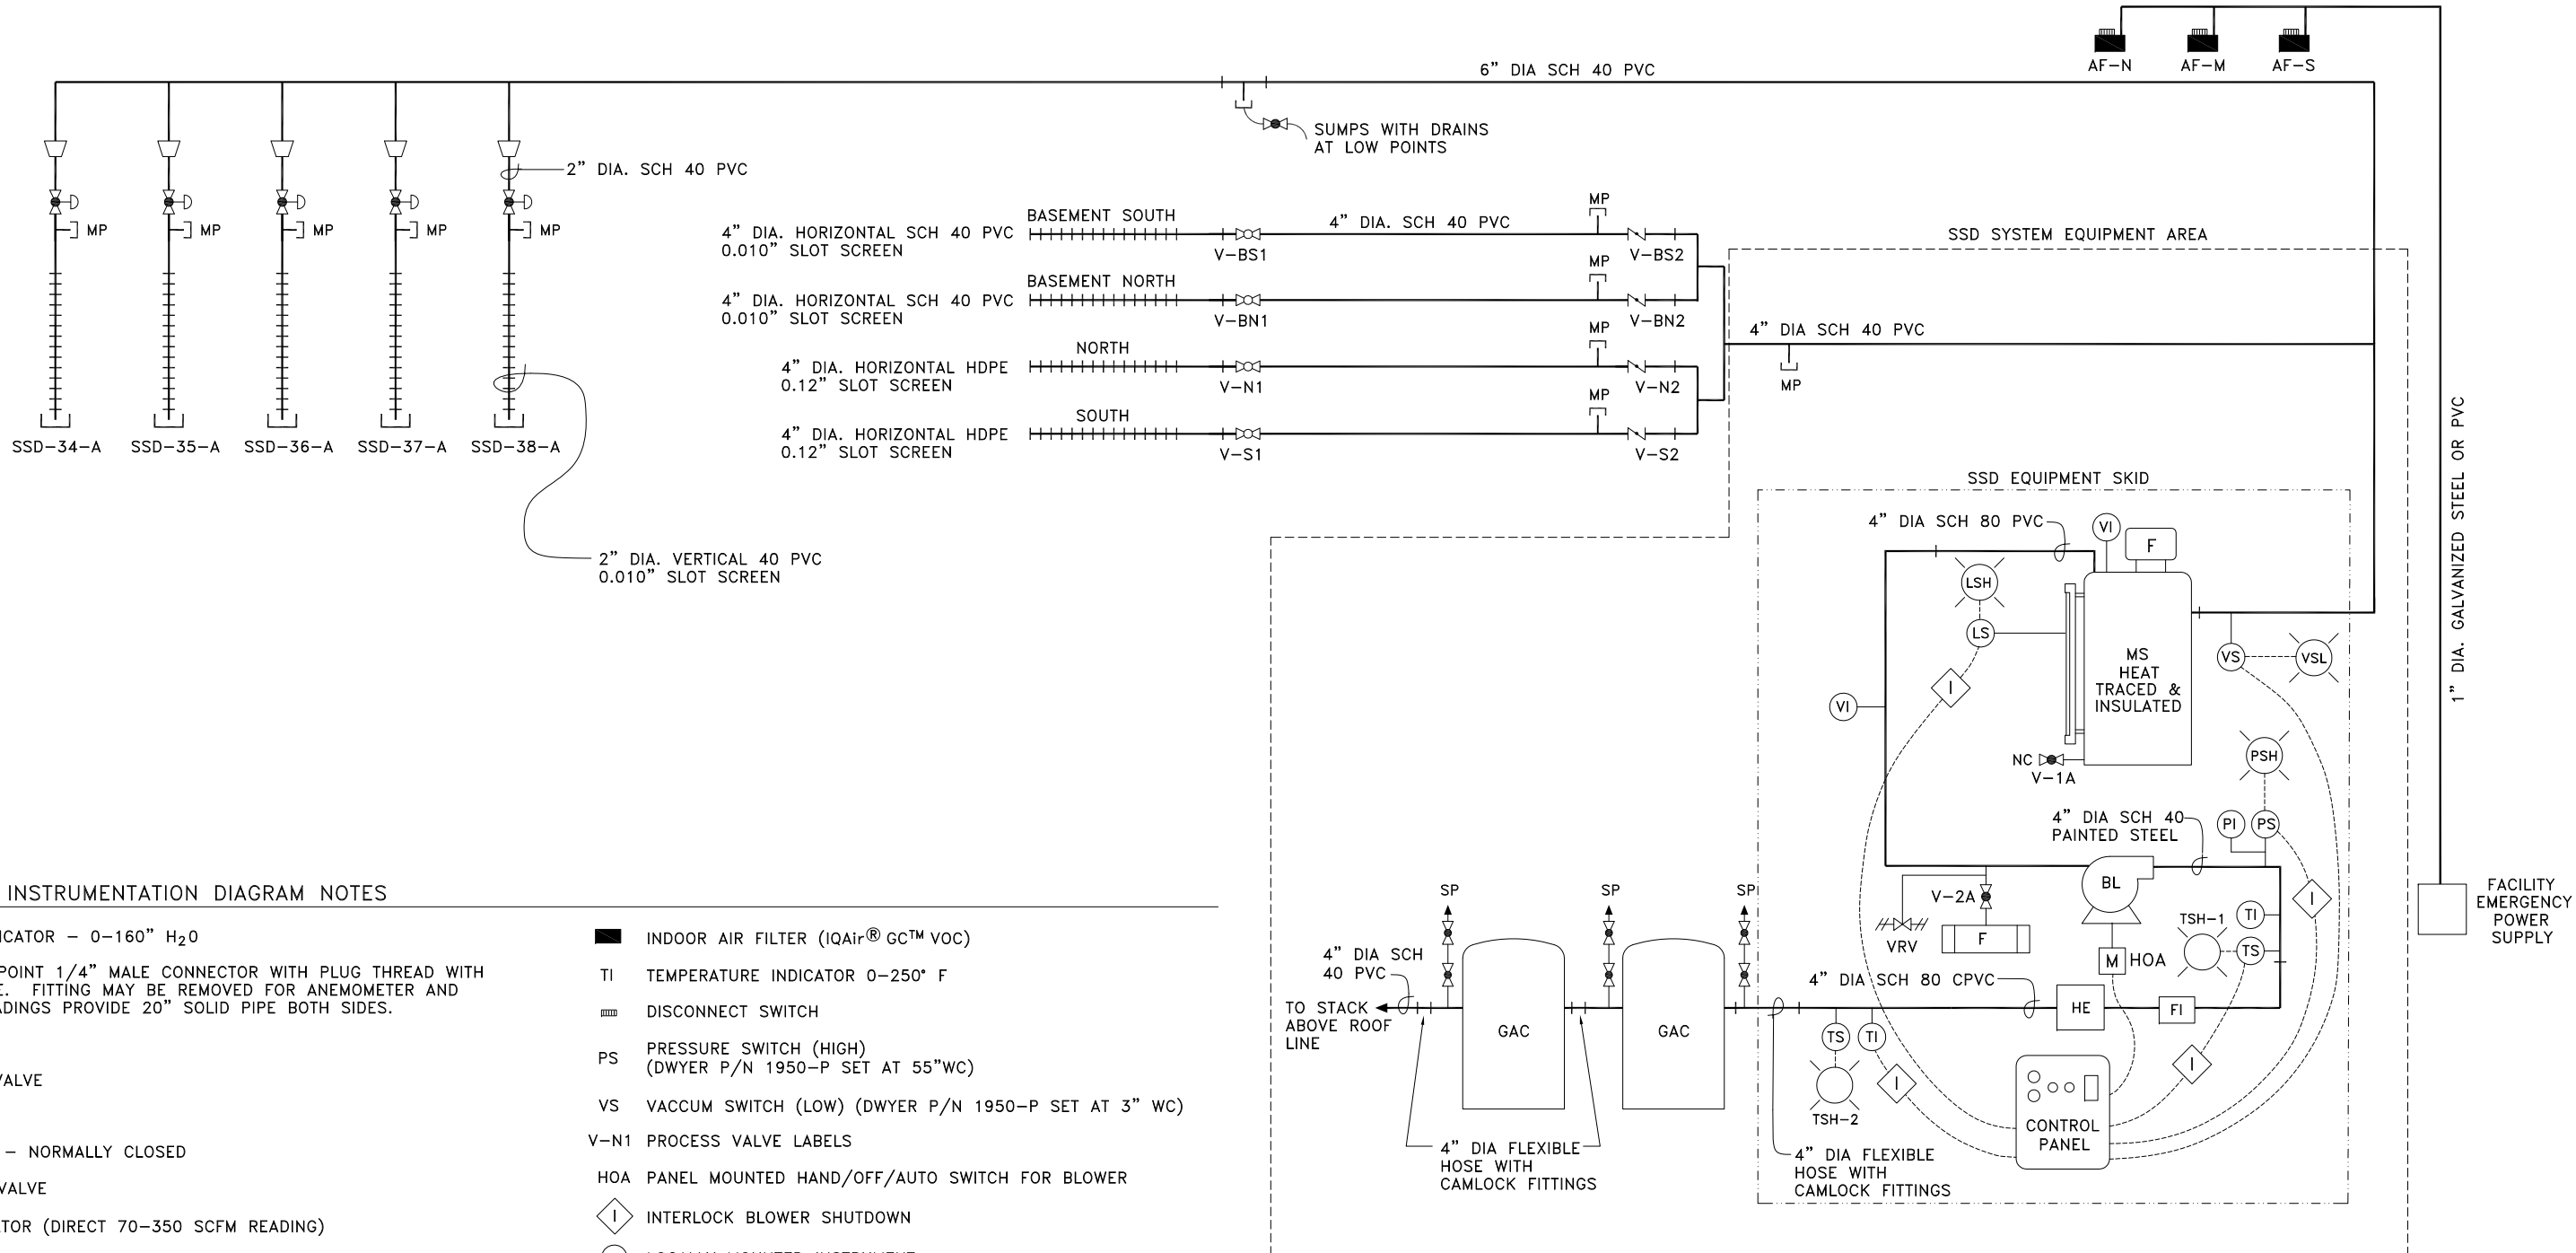 AF-N
AF-M
AF-S
6” DIA SCH 40 PVC
SUMPS WITH DRAINS
AT LOW POINTS
2” DIA. SCH 40 PVC
MP
MP
MP
MP
MP
SSD-34-A
SSD-35-A
SSD-36-A
SSD-37-A
SSD-38-A
2” DIA. VERTICAL 40 PVC
0.010” SLOT SCREEN
BASEMENT SOUTH
4” DIA. HORIZONTAL SCH 40 PVC
0.010” SLOT SCREEN
V-BS1
4” DIA. SCH 40 PVC
MP
V-BS2
BASEMENT NORTH
4” DIA. HORIZONTAL SCH 40 PVC
0.010” SLOT SCREEN
V-BN1
MP
V-BN2
NORTH
4” DIA. HORIZONTAL HDPE
0.12” SLOT SCREEN
V-N1
MP
V-N2
SOUTH
4” DIA. HORIZONTAL HDPE
0.12” SLOT SCREEN
V-S1
MP
V-S2
SSD SYSTEM EQUIPMENT AREA
4” DIA SCH 40 PVC
MP
1” DIA. GALVANIZED STEEL OR PVC
FACILITY
EMERGENCY
POWER
SUPPLY
SSD EQUIPMENT SKID
4” DIA SCH 80 PVC
VI
F
LSH
LS
I
MS
HEAT
TRACED &
INSULATED
VS
VSL
VI
NC
V-1A
PSH
PI
PS
4” DIA SCH 40
PAINTED STEEL
BL
V-2A
VRV
F
M
HOA
TSH-1
TI
TS
I
4” DIA SCH 80 CPVC
HE
FI
TS
TI
TSH-2
I
I
CONTROL
PANEL
4” DIA FLEXIBLE
HOSE WITH
CAMLOCK FITTINGS
SP
SP
SP
4” DIA SCH
40 PVC
TO STACK
ABOVE ROOF
LINE
GAC
GAC
4” DIA FLEXIBLE
HOSE WITH
CAMLOCK FITTINGS
INSTRUMENTATION DIAGRAM NOTES
ICATOR - 0-160” H2O
POINT 1/4” MALE CONNECTOR WITH PLUG THREAD WITH
E. FITTING MAY BE REMOVED FOR ANEMOMETER AND
ADINGS PROVIDE 20” SOLID PIPE BOTH SIDES.
VALVE
- NORMALLY CLOSED
VALVE
ATOR (DIRECT 70-350 SCFM READING)
INDOOR AIR FILTER (IQAir® GC™ VOC)
TI TEMPERATURE INDICATOR 0-250° F
DISCONNECT SWITCH
PS PRESSURE SWITCH (HIGH)
(DWYER P/N 1950-P SET AT 55”WC)
VS VACCUM SWITCH (LOW) (DWYER P/N 1950-P SET AT 3” WC)
V-N1 PROCESS VALVE LABELS
HOA PANEL MOUNTED HAND/OFF/AUTO SWITCH FOR BLOWER
I INTERLOCK BLOWER SHUTDOWN